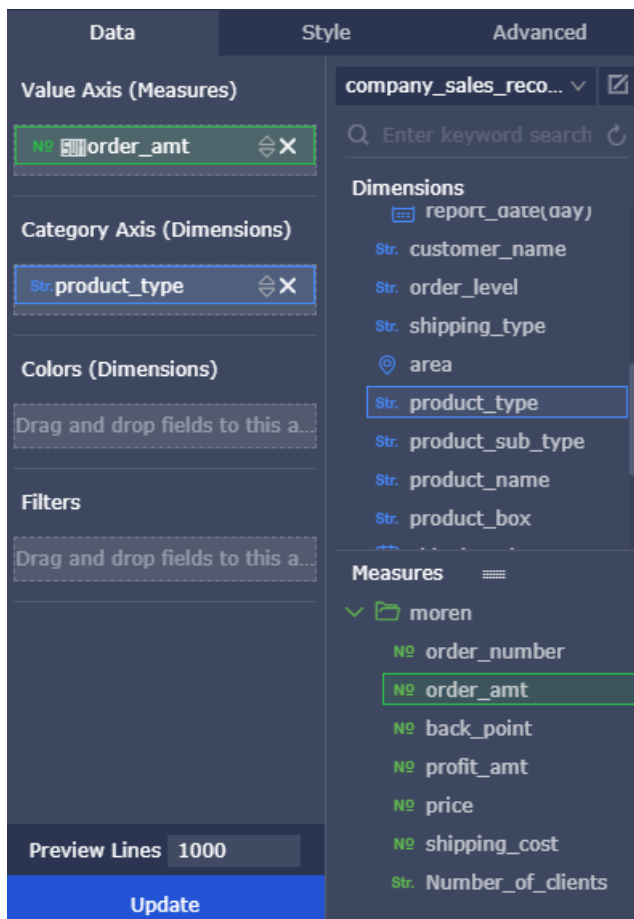 Data
Style
Advanced
Value Axis (Measures)
Nº SUM order_amt
Category Axis (Dimensions)
Str. product_type
Colors (Dimensions)
Drag and drop fields to this a...
Filters
Drag and drop fields to this a...
Preview Lines 1000
Update
company_sales_reco...
Enter keyword search
Dimensions
report_date(day)
Str. customer_name
Str. order_level
Str. shipping_type
area
Str. product_type
Str. product_sub_type
Str. product_name
Str. product_box
Measures
moren
Nº order_number
Nº order_amt
Nº back_point
Nº profit_amt
Nº price
Nº shipping_cost
Str. Number_of_clients